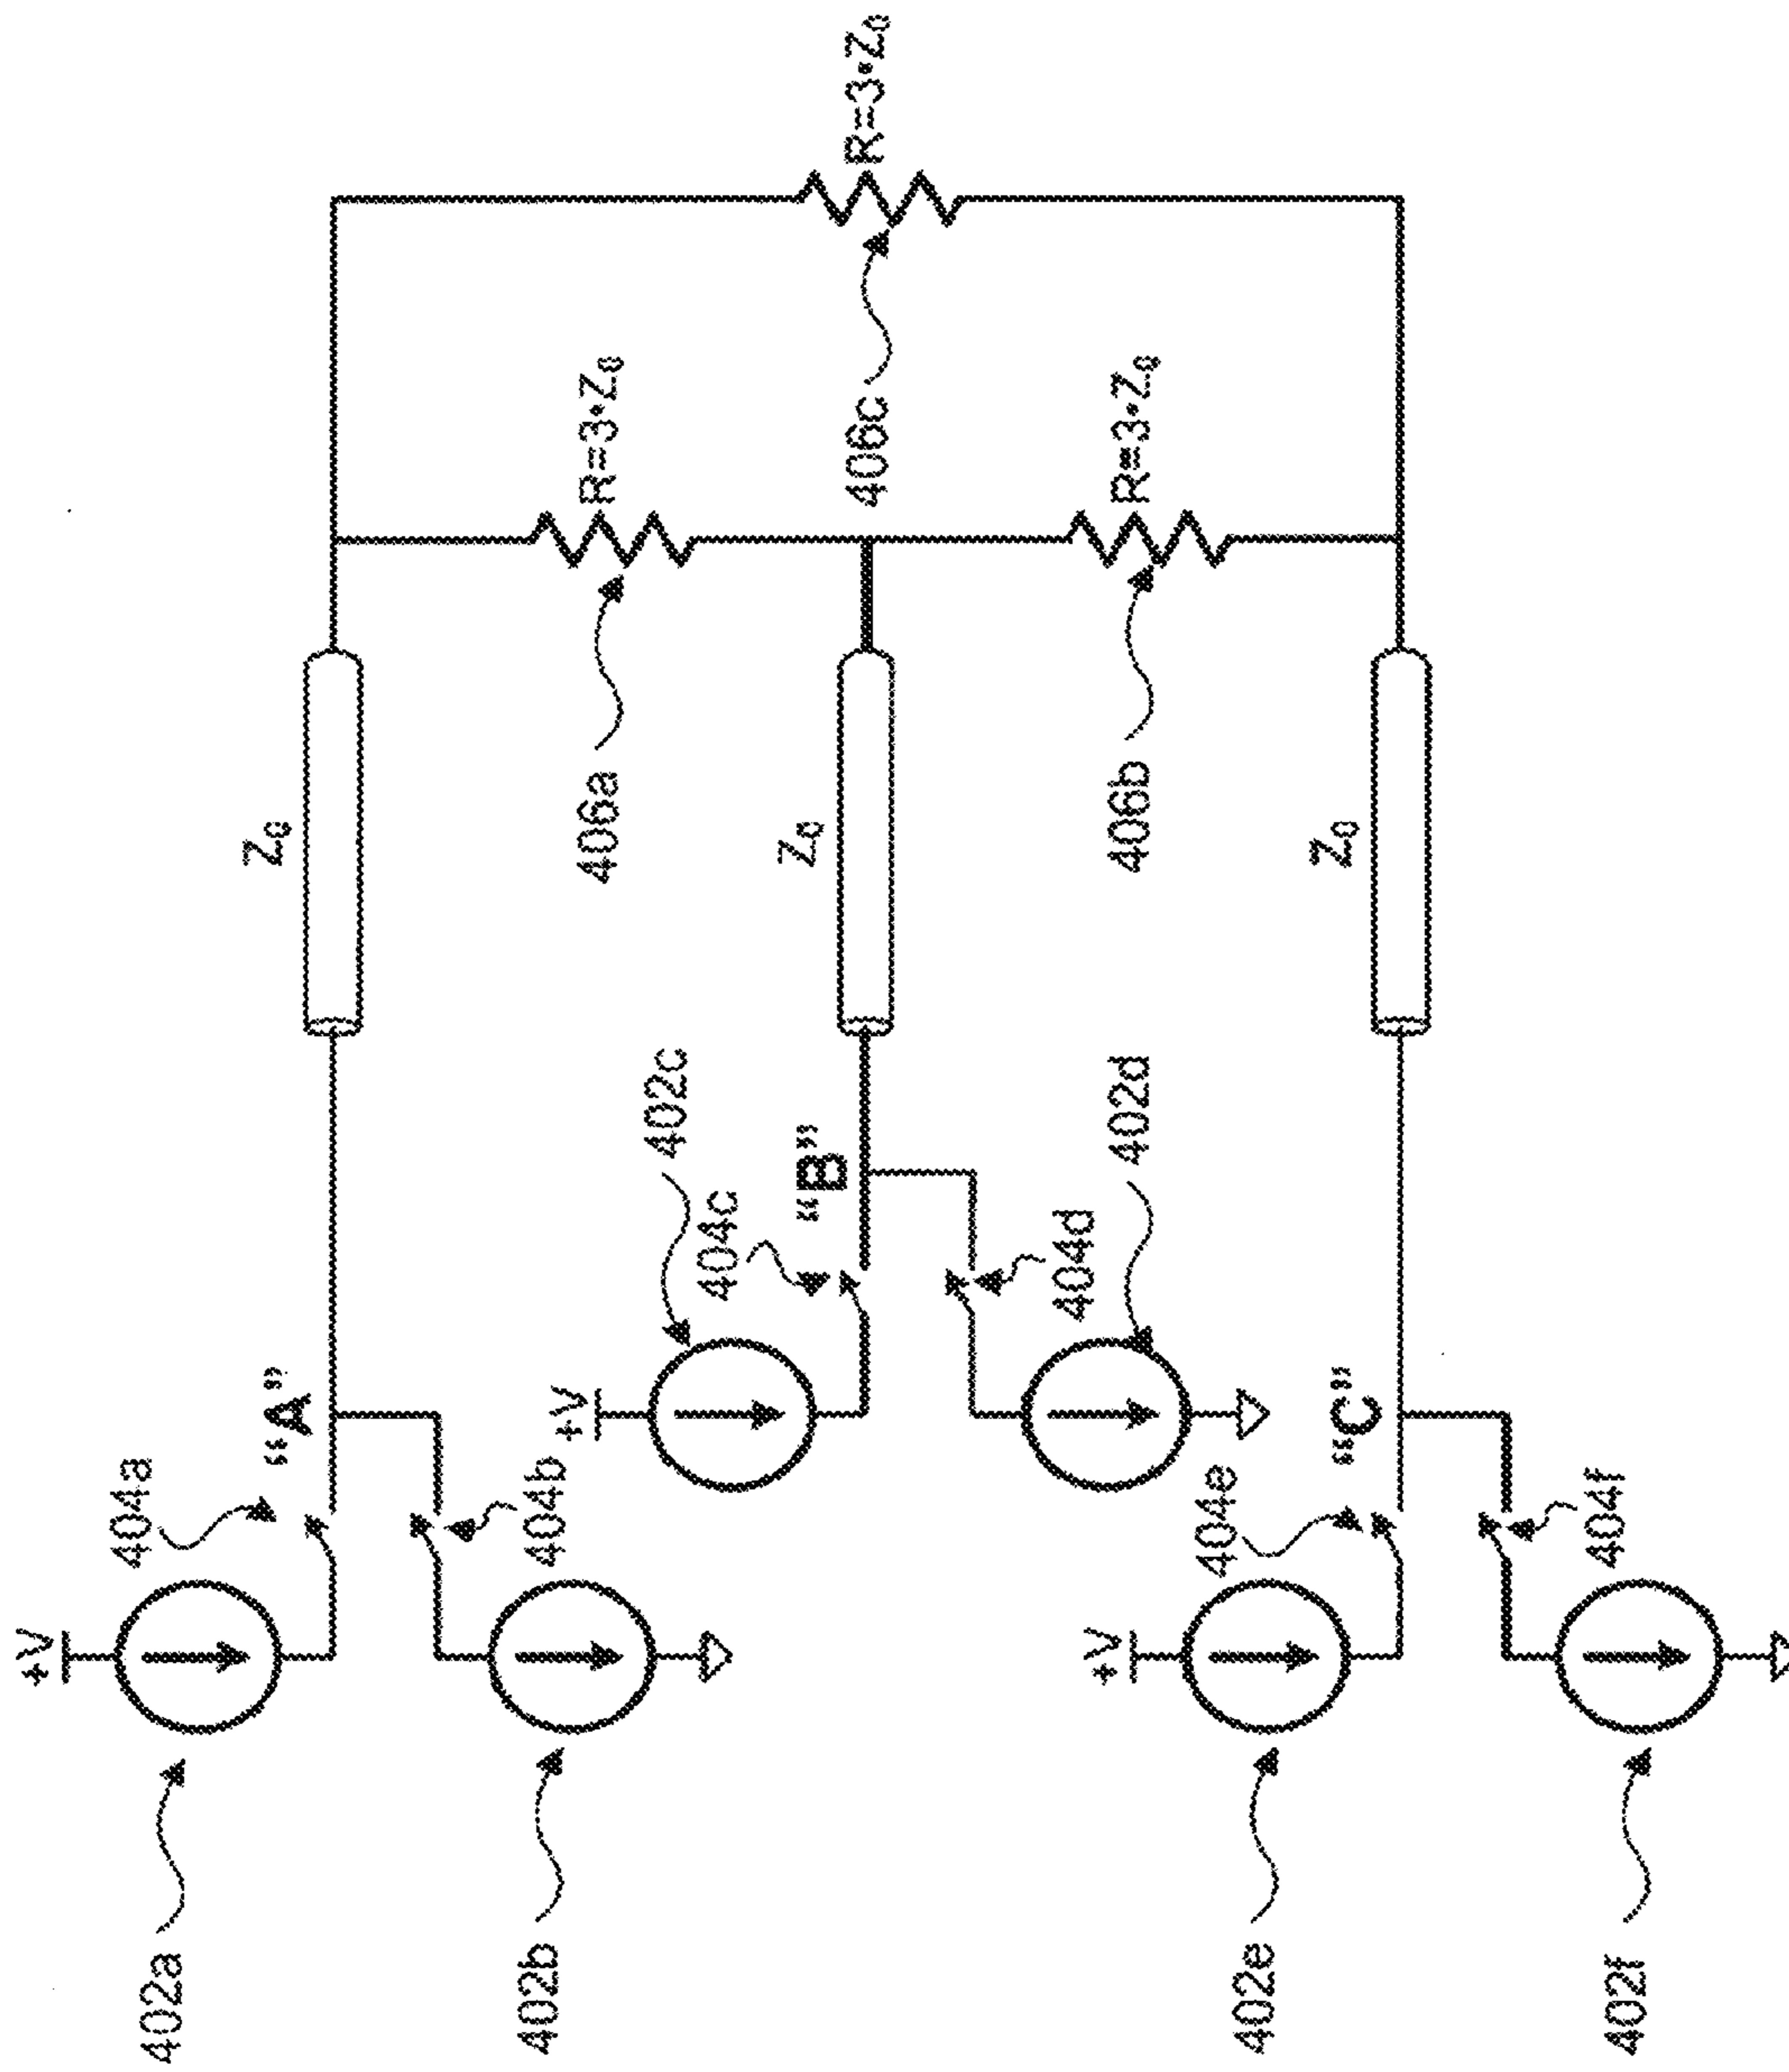 +V
402a
404a
"A"
Z₀
402b
404b
406a
R=3•Z₀
+V
402c
404c
"B"
Z₀
406c
R=3•Z₀
404d
402d
+V
402e
404e
"C"
Z₀
406b
R=3•Z₀
402f
404f